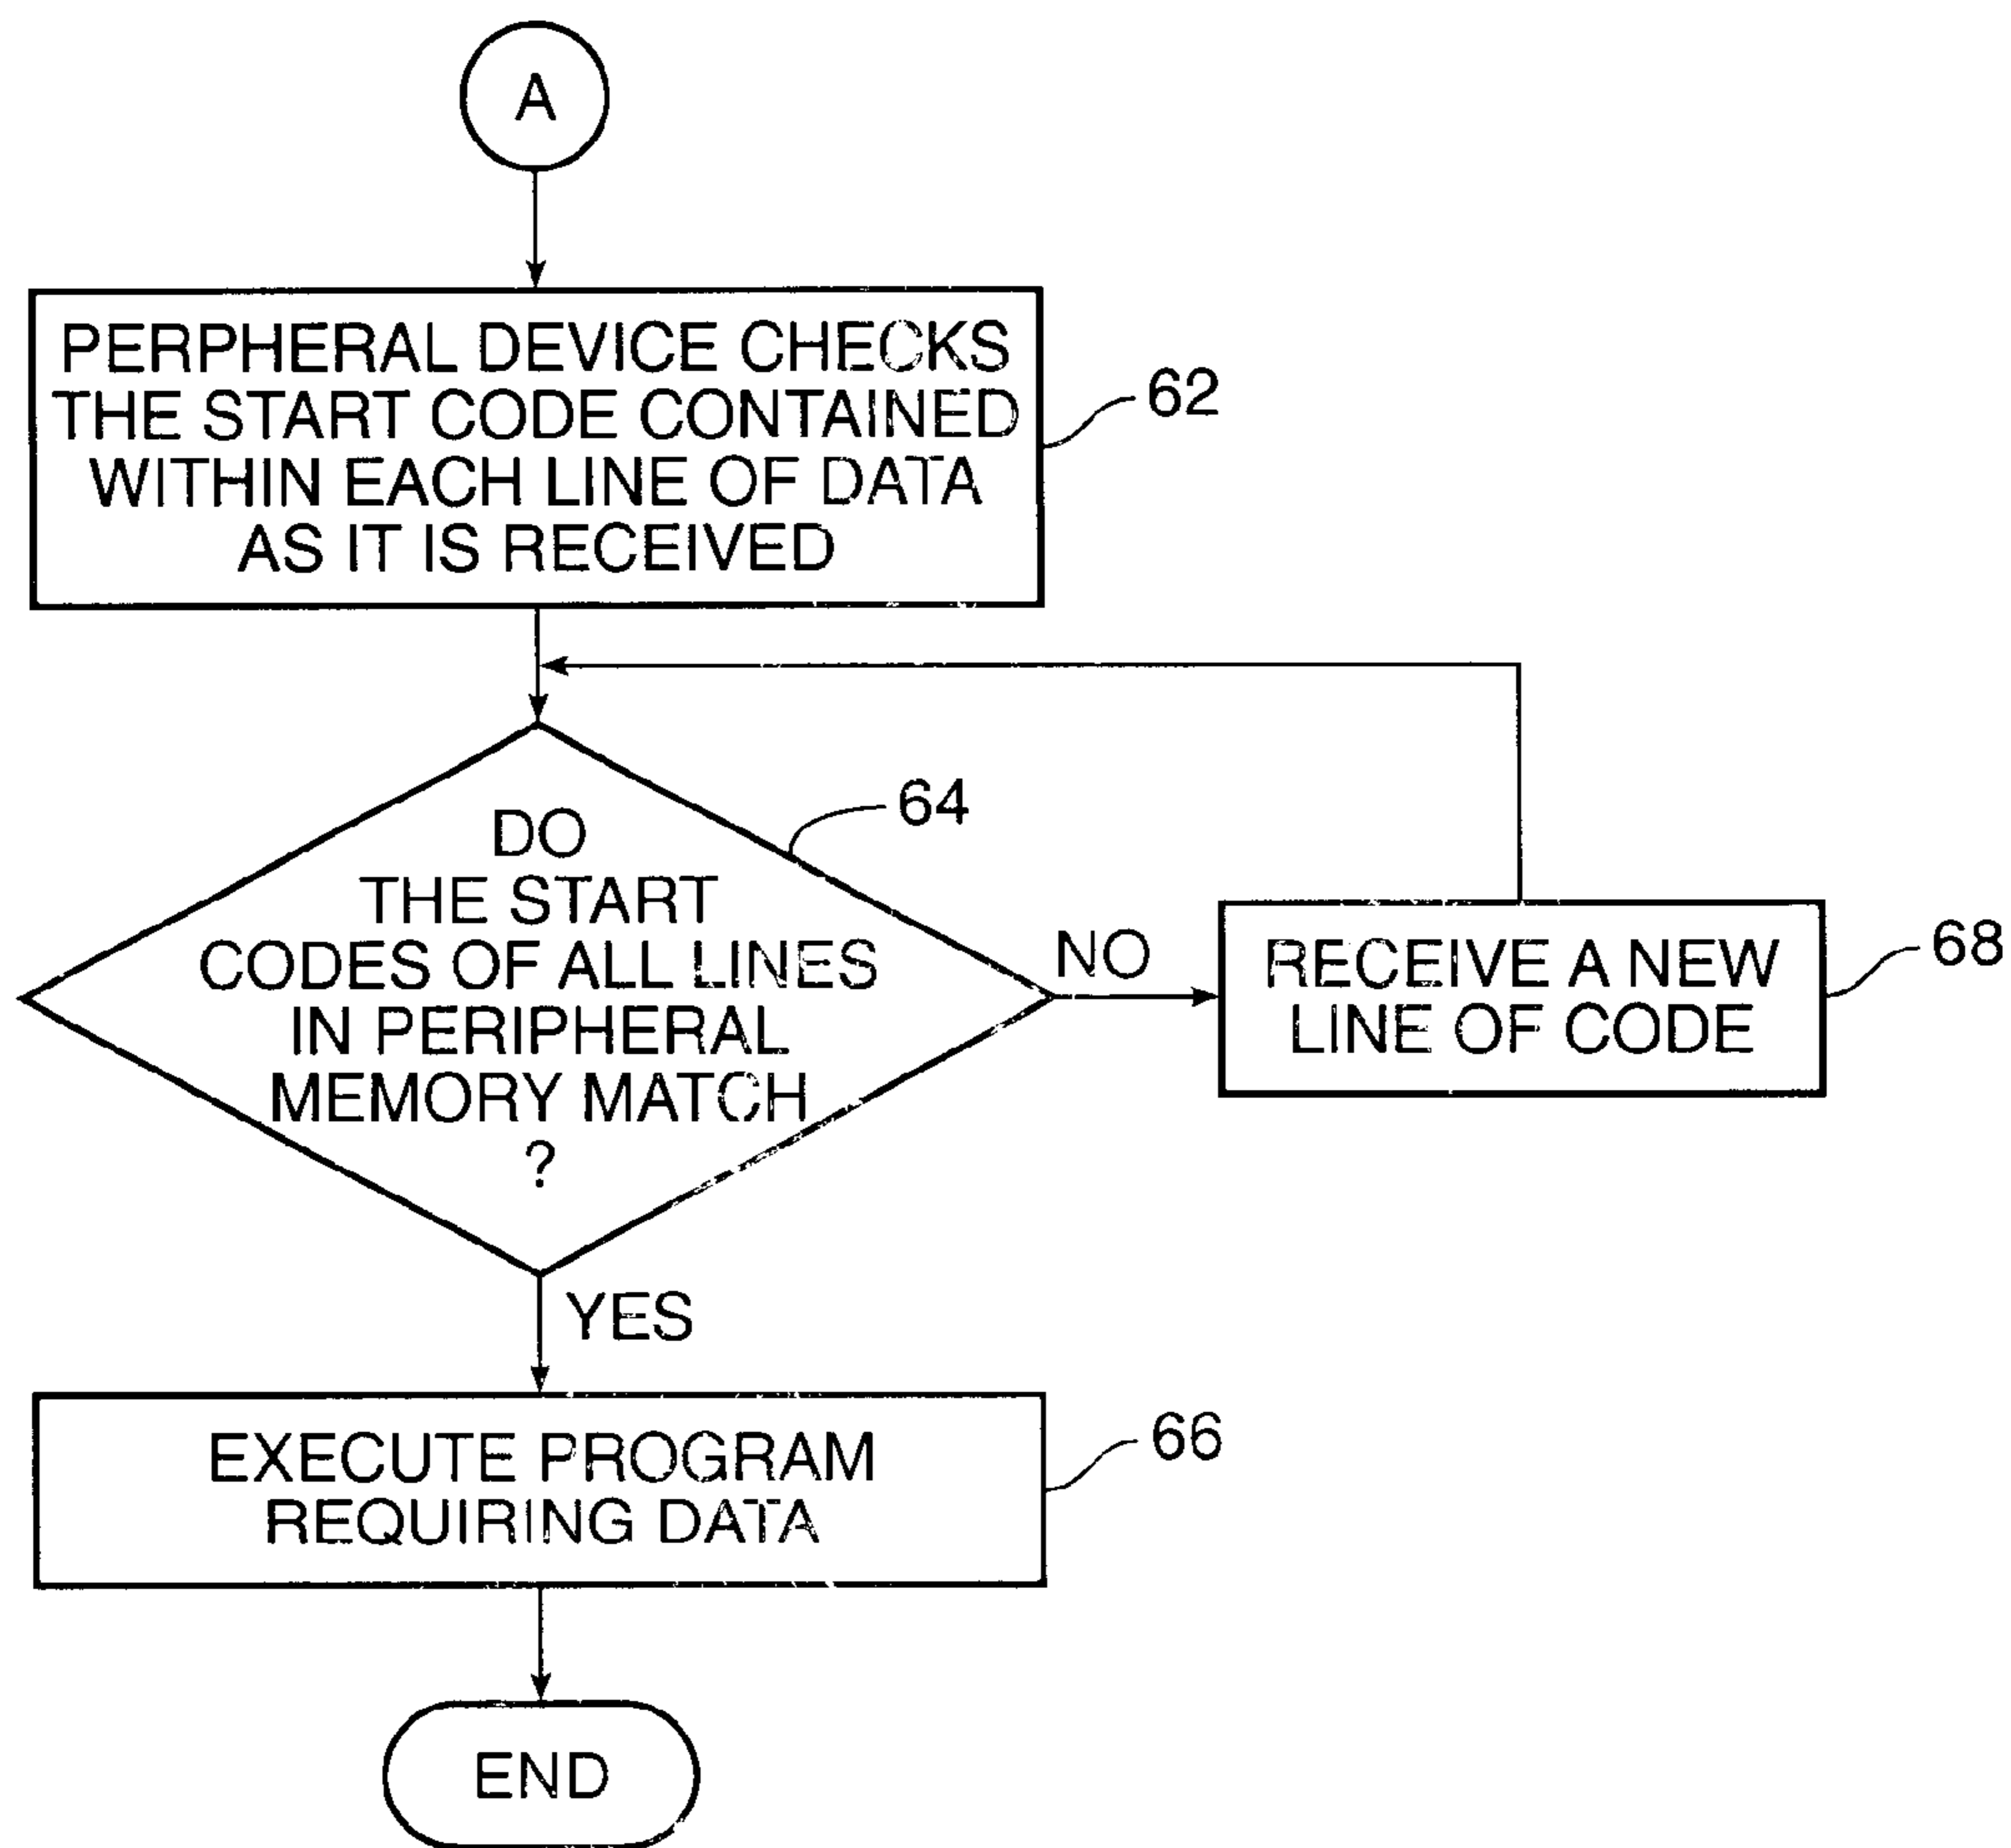 A
PERPHERAL DEVICE CHECKS
THE START CODE CONTAINED
WITHIN EACH LINE OF DATA
AS IT IS RECEIVED
62
DO
THE START
CODES OF ALL LINES
IN PERIPHERAL
MEMORY MATCH
?
64
NO
RECEIVE A NEW
LINE OF CODE
68
YES
EXECUTE PROGRAM
REQUIRING DATA
66
END